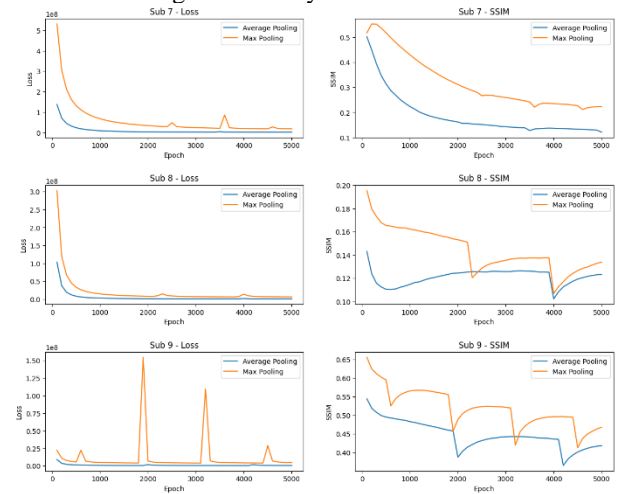 Sub 7 - Loss
1e8
Loss
5
4
3
2
1
0
0 1000 2000 3000 4000 5000
Epoch
Average Pooling
Max Pooling
Sub 7 - SSIM
SSIM
0.5
0.4
0.3
0.2
0.1
0 1000 2000 3000 4000 5000
Epoch
Average Pooling
Max Pooling
Sub 8 - Loss
1e8
Loss
3.0
2.5
2.0
1.5
1.0
0.5
0.0
0 1000 2000 3000 4000 5000
Epoch
Average Pooling
Max Pooling
Sub 8 - SSIM
SSIM
0.20
0.18
0.16
0.14
0.12
0.10
0 1000 2000 3000 4000 5000
Epoch
Average Pooling
Max Pooling
Sub 9 - Loss
1e8
Loss
1.50
1.25
1.00
0.75
0.50
0.25
0.00
0 1000 2000 3000 4000 5000
Epoch
Average Pooling
Max Pooling
Sub 9 - SSIM
SSIM
0.65
0.60
0.55
0.50
0.45
0.40
0 1000 2000 3000 4000 5000
Epoch
Average Pooling
Max Pooling